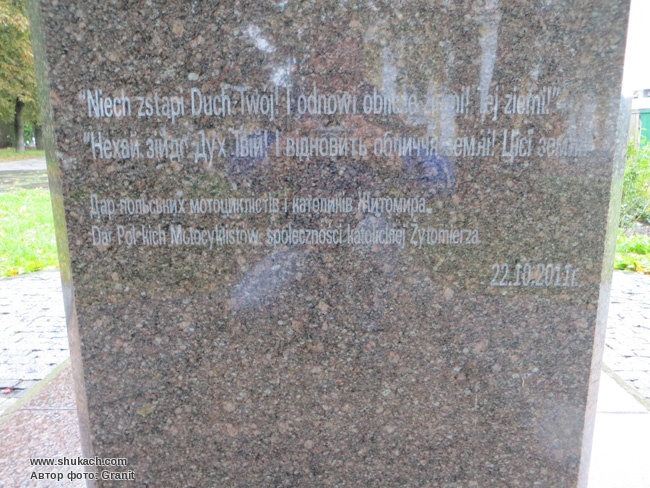 "Niech zstąpi Duch Twój! I odnowi oblicze ziemi! Tej ziemi!"
"Нехай зійде Дух Твій! І відновить обличчя землі! Цієї землі!"
Дар польських мотоциклістів і католиків Житомира.
Dar Polskich Motocyklistów i społeczności katolickiej Żytomierza.
22.10.2011г.
www.shukach.com
Автор фото: Granit